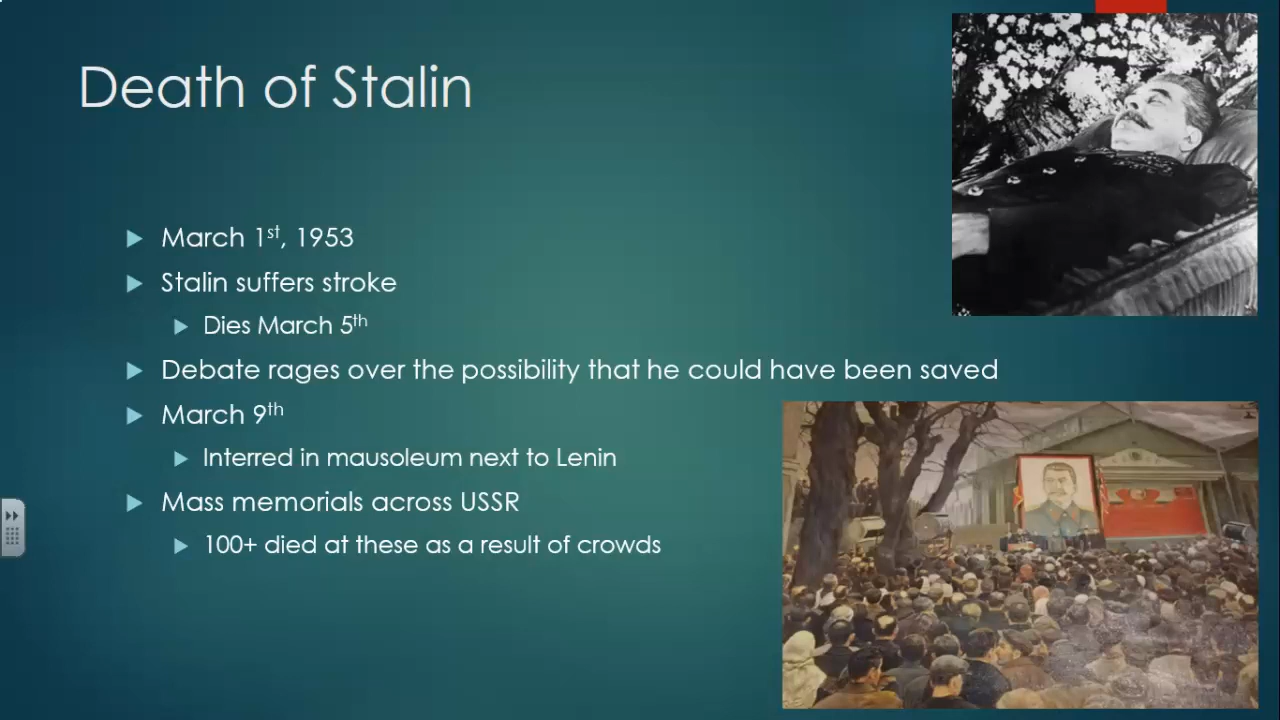 Death of Stalin
March 1st, 1953
Stalin suffers stroke
Dies March 5th
Debate rages over the possibility that he could have been saved
March 9th
Interred in mausoleum next to Lenin
Mass memorials across USSR
100+ died at these as a result of crowds